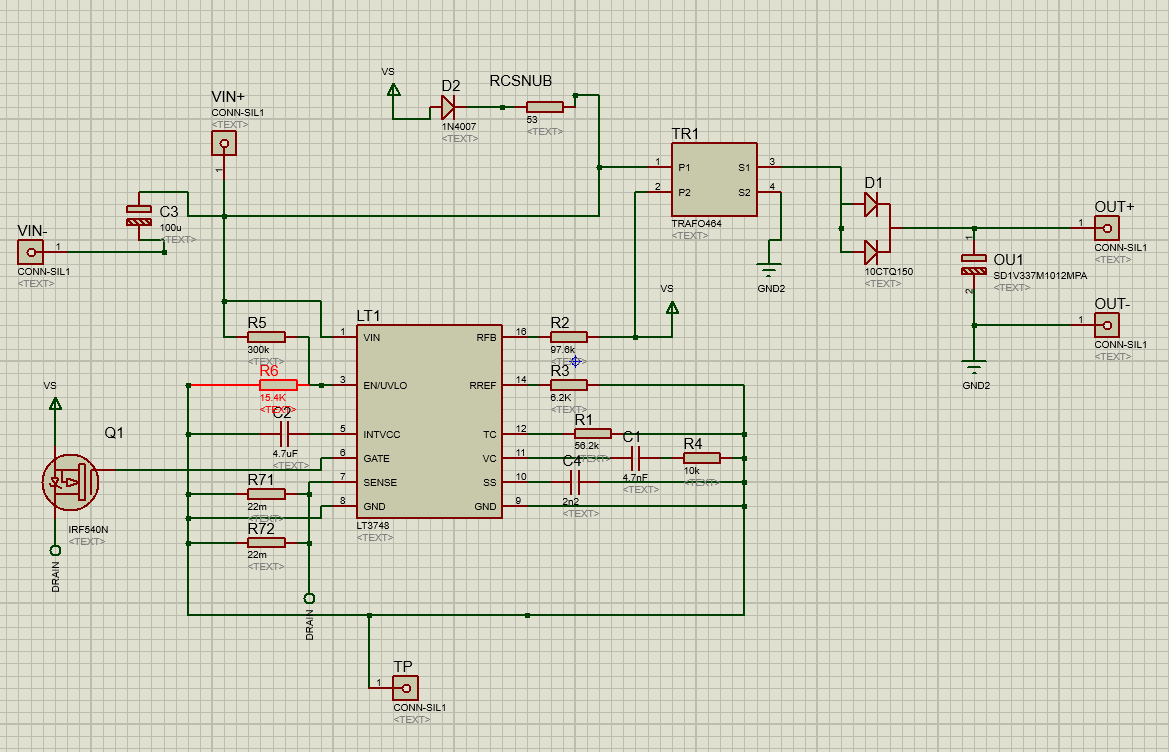 VS
D2
RCSNUB
1N4007
53
<TEXT>
<TEXT>
VIN+
CONN-SIL1
<TEXT>
1
TR1
1
P1
S1
3
2
P2
S2
4
TRAFO464
<TEXT>
C3
100u
<TEXT>
VIN-
1
CONN-SIL1
<TEXT>
D1
10CTQ150
<TEXT>
GND2
OUT+
1
CONN-SIL1
<TEXT>
1
OU1
SD1V337M1012MPA
<TEXT>
2
OUT-
1
CONN-SIL1
<TEXT>
GND2
VS
LT1
R5
300k
<TEXT>
R6
15.4K
<TEXT>
C2
4.7uF
<TEXT>
R71
22m
<TEXT>
R72
22m
<TEXT>
1
VIN
3
EN/UVLO
5
INTVCC
6
GATE
7
SENSE
8
GND
RFB
16
RREF
14
TC
12
VC
11
SS
10
GND
9
LT3748
<TEXT>
R2
97.6k
<TEXT>
R3
6.2K
<TEXT>
R1
56.2k
<TEXT>
C1
4.7nF
<TEXT>
R4
10k
<TEXT>
C4
2n2
<TEXT>
VS
Q1
IRF540N
<TEXT>
DRAIN
DRAIN
TP
1
CONN-SIL1
<TEXT>